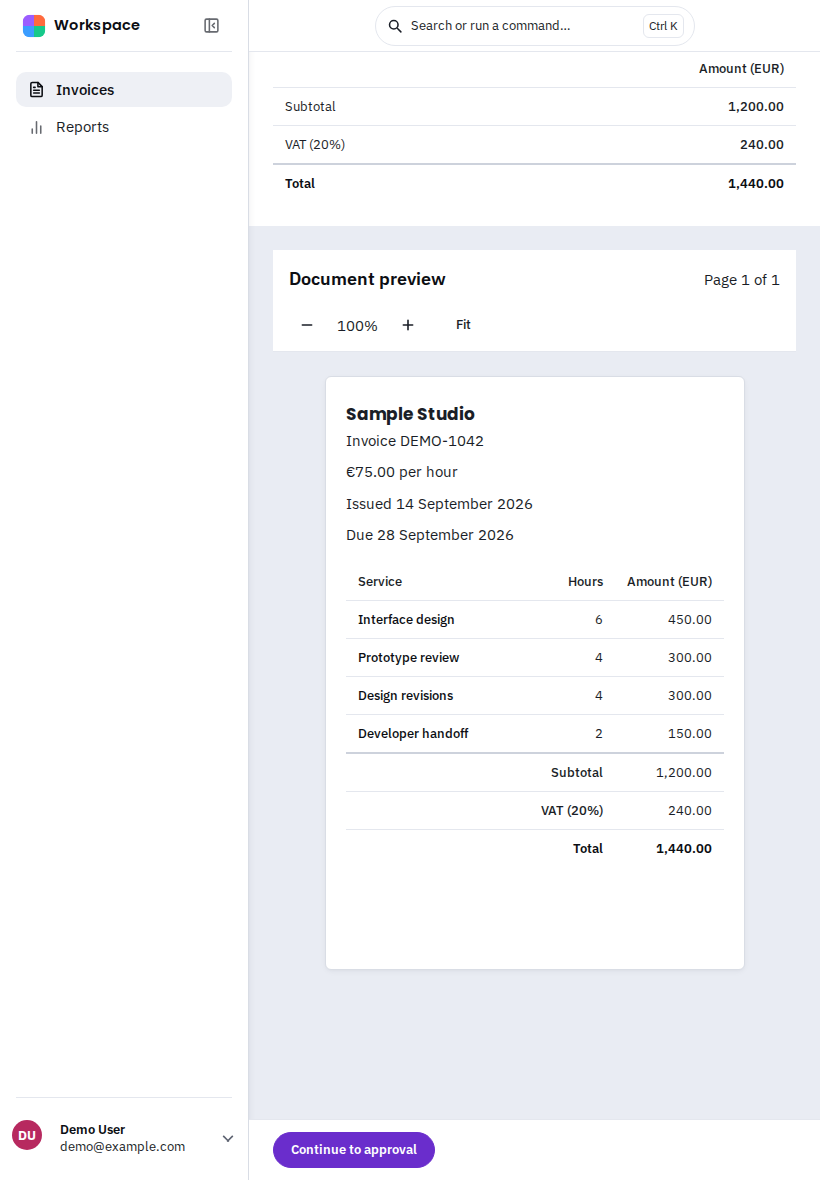 Workspace
Search or run a command...
Ctrl K
Invoices
Reports
Amount (EUR)
Subtotal 1,200.00
VAT (20%) 240.00
Total 1,440.00
Document preview
Page 1 of 1
100%
Fit
Sample Studio
Invoice DEMO-1042
€75.00 per hour
Issued 14 September 2026
Due 28 September 2026
Service Hours Amount (EUR)
Interface design 6 450.00
Prototype review 4 300.00
Design revisions 4 300.00
Developer handoff 2 150.00
Subtotal 1,200.00
VAT (20%) 240.00
Total 1,440.00
DU
Demo User
demo@example.com
Continue to approval